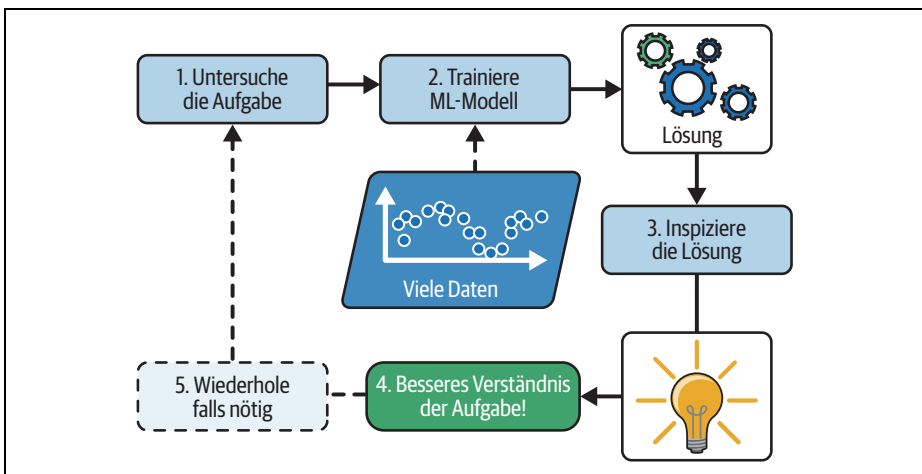 1. Untersuche
die Aufgabe
2. Trainiere
ML-Modell
Lösung
Viele Daten
3. Inspiziere
die Lösung
4. Besseres Verständnis
der Aufgabe!
5. Wiederhole
falls nötig